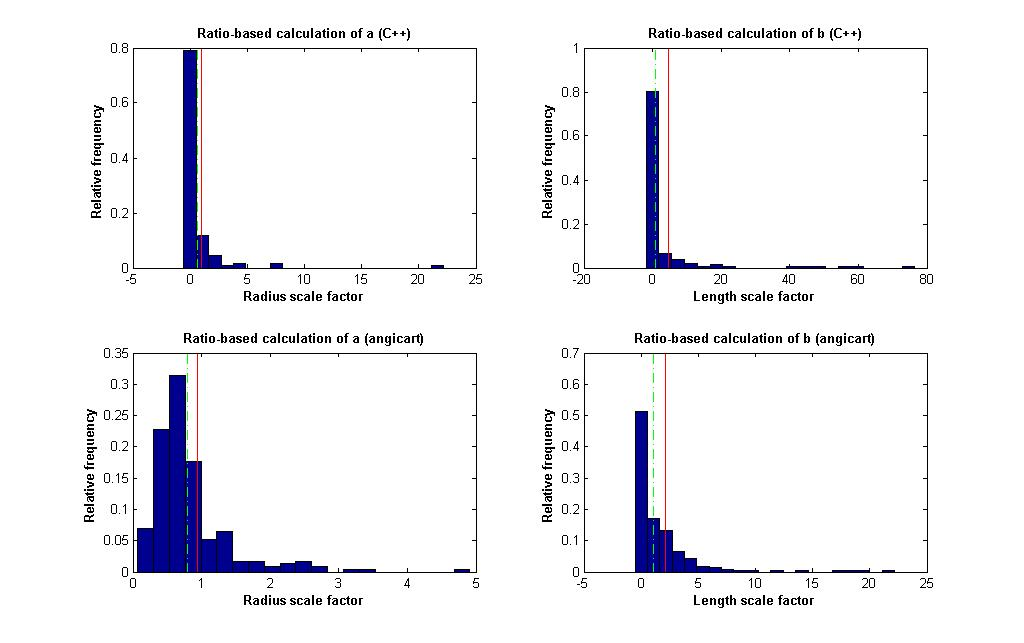 Ratio-based calculation of a (C++)
Relative frequency
0.8
0.6
0.4
0.2
0
-5 0 5 10 15 20 25
Radius scale factor
Ratio-based calculation of b (C++)
Relative frequency
1
0.8
0.6
0.4
0.2
0
-20 0 20 40 60 80
Length scale factor
Ratio-based calculation of a (angicart)
Relative frequency
0.35
0.3
0.25
0.2
0.15
0.1
0.05
0
0 1 2 3 4 5
Radius scale factor
Ratio-based calculation of b (angicart)
Relative frequency
0.7
0.6
0.5
0.4
0.3
0.2
0.1
0
-5 0 5 10 15 20 25
Length scale factor